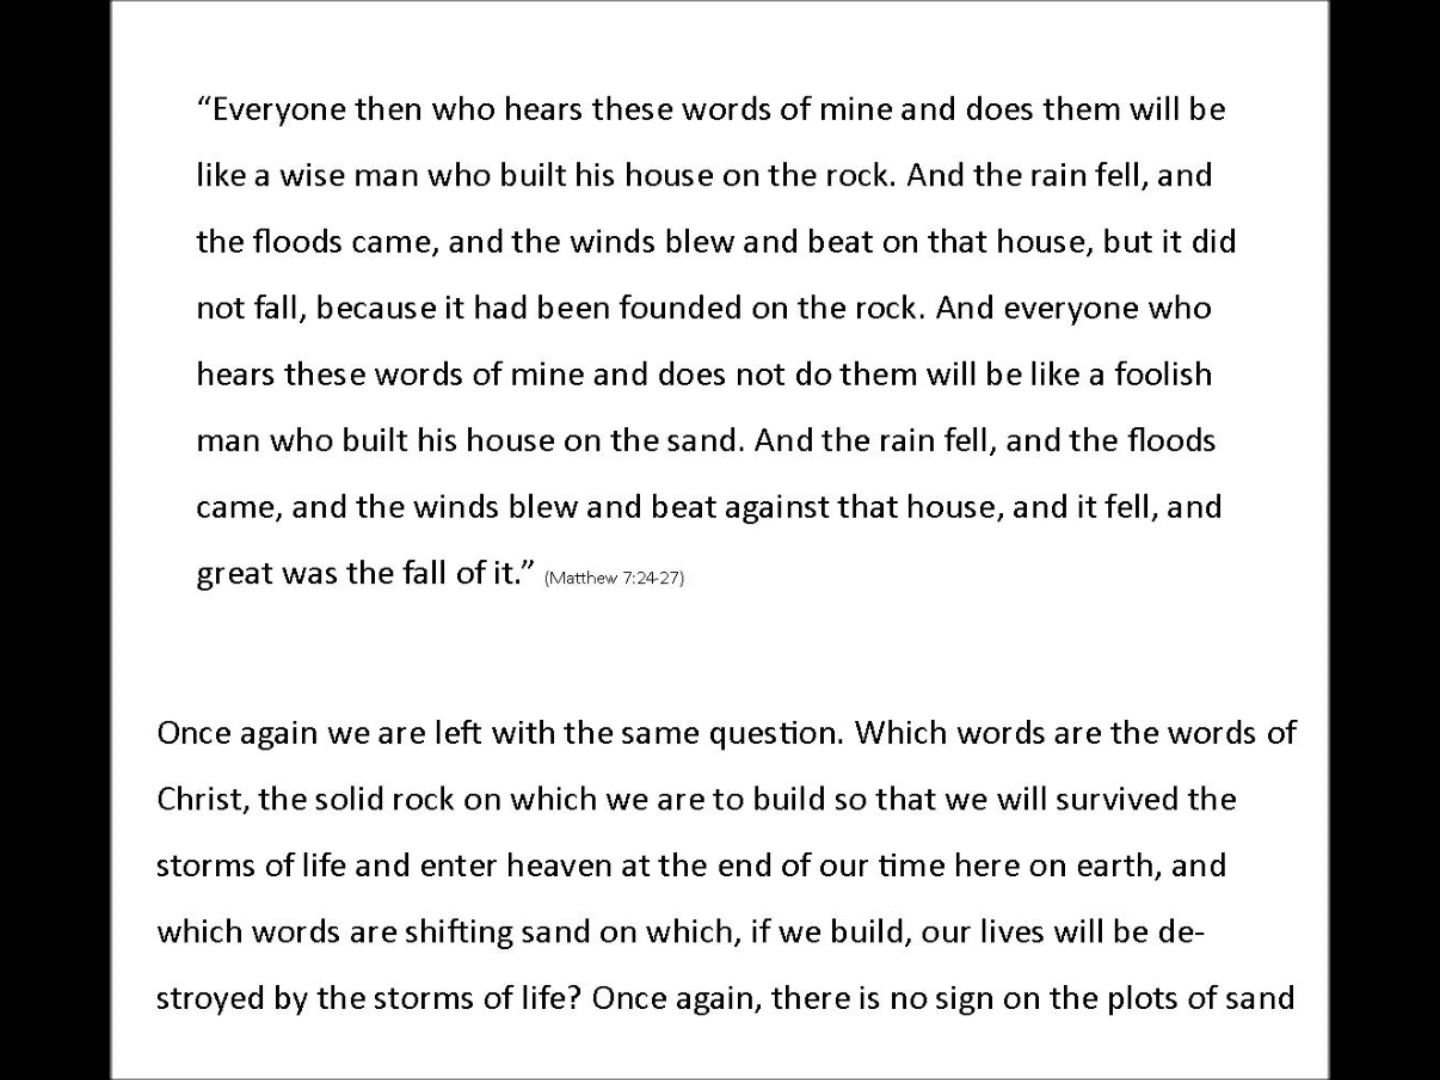 “Everyone then who hears these words of mine and does them will be
like a wise man who built his house on the rock. And the rain fell, and
the floods came, and the winds blew and beat on that house, but it did
not fall, because it had been founded on the rock. And everyone who
hears these words of mine and does not do them will be like a foolish
man who built his house on the sand. And the rain fell, and the floods
came, and the winds blew and beat against that house, and it fell, and
great was the fall of it.” (Matthew 7:24-27)
Once again we are left with the same question. Which words are the words of
Christ, the solid rock on which we are to build so that we will survived the
storms of life and enter heaven at the end of our time here on earth, and
which words are shifting sand on which, if we build, our lives will be de-
stroyed by the storms of life? Once again, there is no sign on the plots of sand